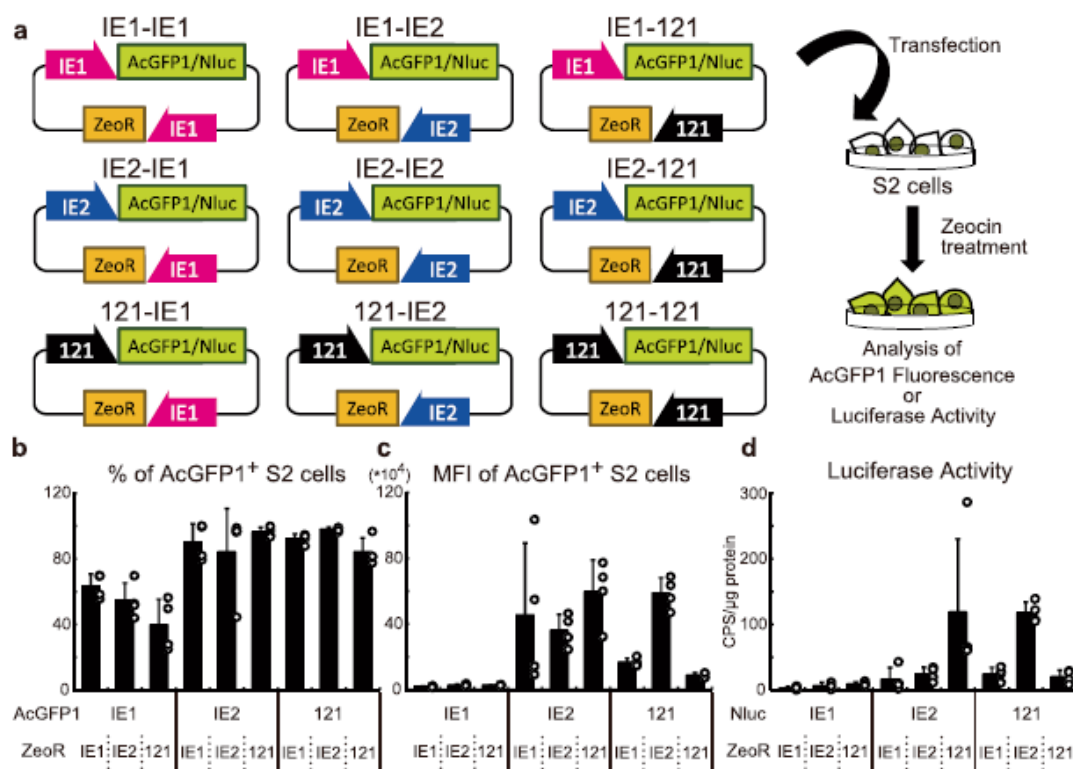 a
IE1-IE1 IE1-IE2 IE1-121
IE1 AcGFP1/Nluc IE1 AcGFP1/Nluc IE1 AcGFP1/Nluc
ZeoR IE1 ZeoR IE2 ZeoR 121
IE2-IE1 IE2-IE2 IE2-121
IE2 AcGFP1/Nluc IE2 AcGFP1/Nluc IE2 AcGFP1/Nluc
ZeoR IE1 ZeoR IE2 ZeoR 121
121-IE1 121-IE2 121-121
121 AcGFP1/Nluc 121 AcGFP1/Nluc 121 AcGFP1/Nluc
ZeoR IE1 ZeoR IE2 ZeoR 121
Transfection
S2 cells
Zeocin
treatment
Analysis of
AcGFP1 Fluorescence
or
Luciferase Activity
b
% of AcGFP1+ S2 cells
120
80
40
0
AcGFP1 IE1 IE2 121
ZeoR IE1 IE2 121 IE1 IE2 121 IE1 IE2 121
c
(*10⁴)
MFI of AcGFP1+ S2 cells
120
80
40
0
IE1 IE2 121
IE1 IE2 121 IE1 IE2 121 IE1 IE2 121
d
Luciferase Activity
CPS/μg protein
300
200
100
0
Nluc IE1 IE2 121
ZeoR IE1 IE2 121 IE1 IE2 121 IE1 IE2 121